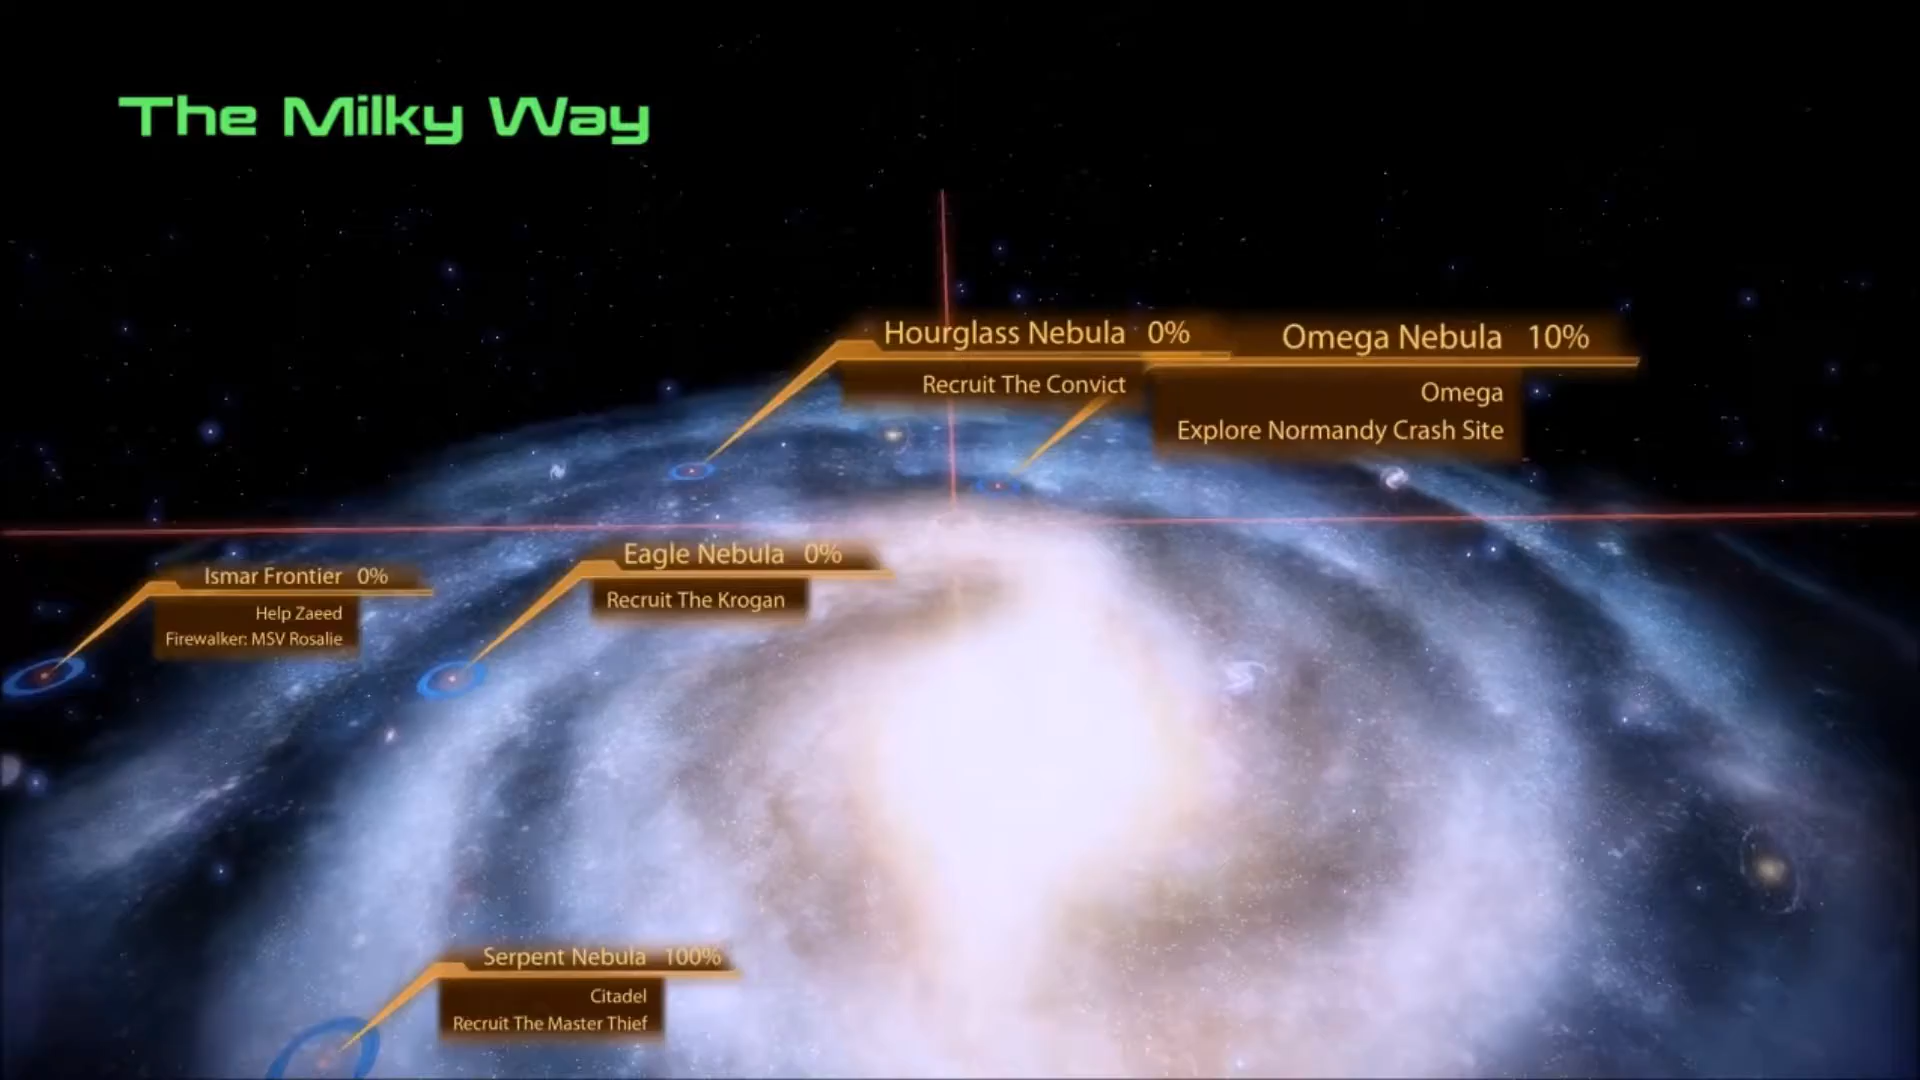 The Milky Way
Hourglass Nebula 0%
Recruit The Convict
Omega Nebula 10%
Omega
Explore Normandy Crash Site
Eagle Nebula 0%
Recruit The Krogan
Ismar Frontier 0%
Help Zaeed
Firewalker: MSV Rosalie
Serpent Nebula 100%
Citadel
Recruit The Master Thief